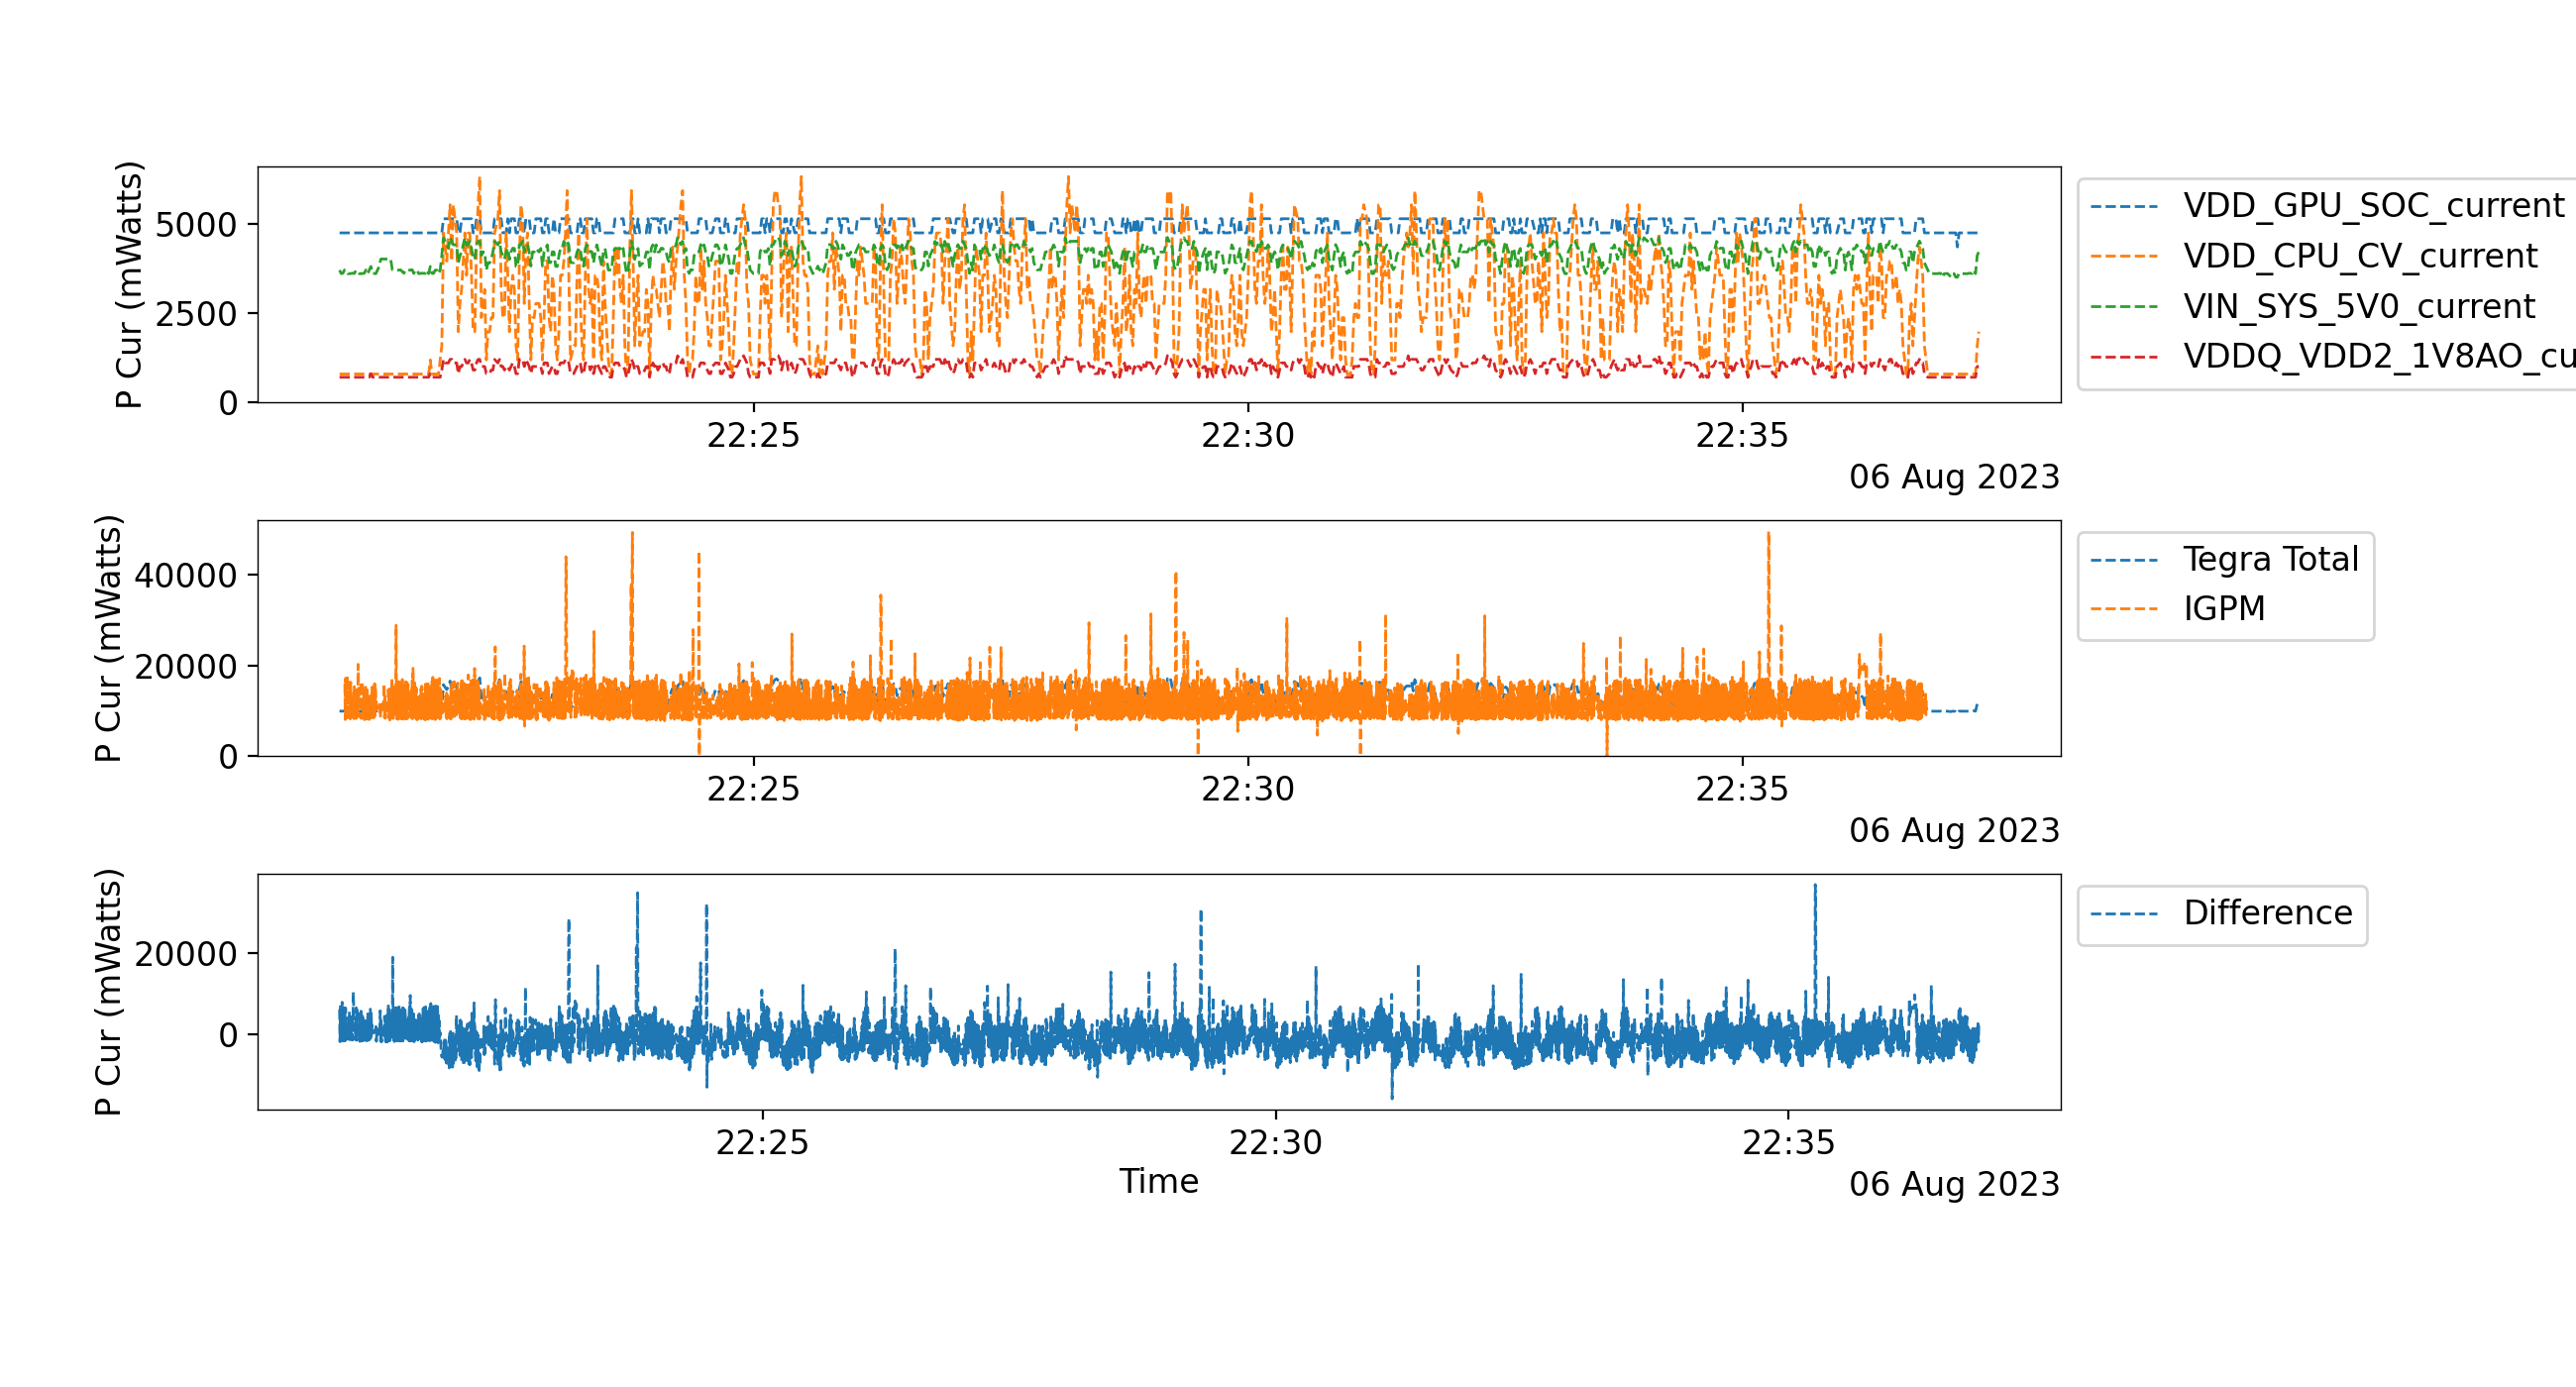 P Cur (mWatts)
5000
2500
0
22:25 22:30 22:35
06 Aug 2023
VDD_GPU_SOC_current
VDD_CPU_CV_current
VIN_SYS_5V0_current
VDDQ_VDD2_1V8AO_cu
P Cur (mWatts)
40000
20000
0
22:25 22:30 22:35
06 Aug 2023
Tegra Total
IGPM
P Cur (mWatts)
20000
0
22:25 22:30 22:35
Time
06 Aug 2023
Difference